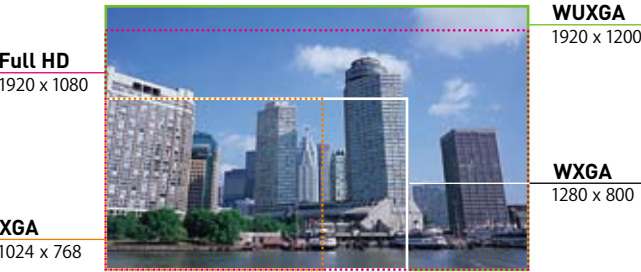 WUXGA
1920 x 1200
Full HD
1920 x 1080
WXGA
1280 x 800
XGA
1024 x 768